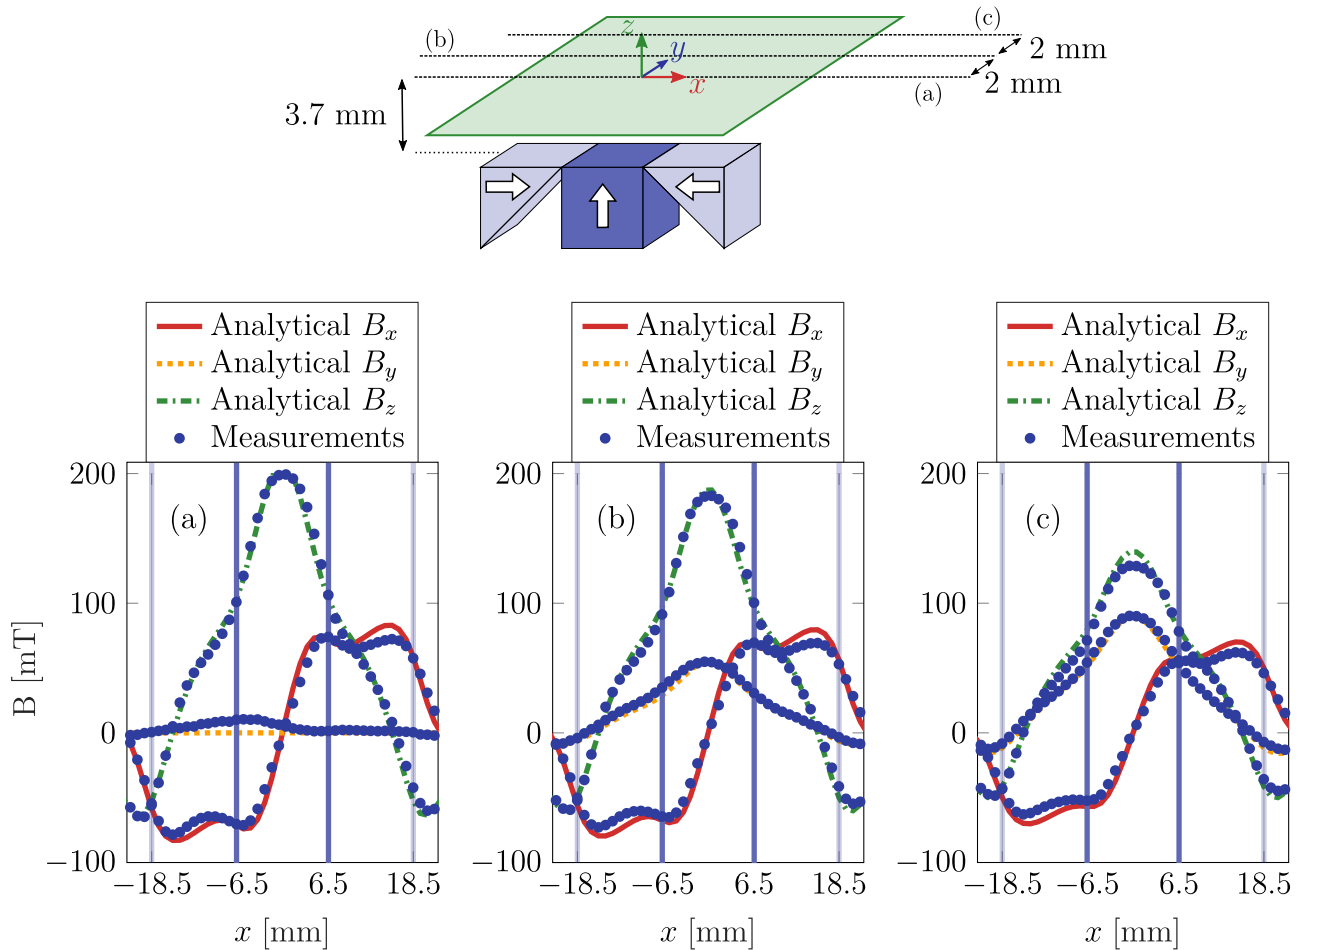 (c)
(b)
z
y
2 mm
x
2 mm
(a)
3.7 mm
Analytical Bx
Analytical By
Analytical Bz
Measurements
Analytical Bx
Analytical By
Analytical Bz
Measurements
Analytical Bx
Analytical By
Analytical Bz
Measurements
B [mT]
200
100
0
−100
(a)
−18.5 −6.5 6.5 18.5
x [mm]
200
100
0
−100
(b)
−18.5 −6.5 6.5 18.5
x [mm]
200
100
0
−100
(c)
−18.5 −6.5 6.5 18.5
x [mm]